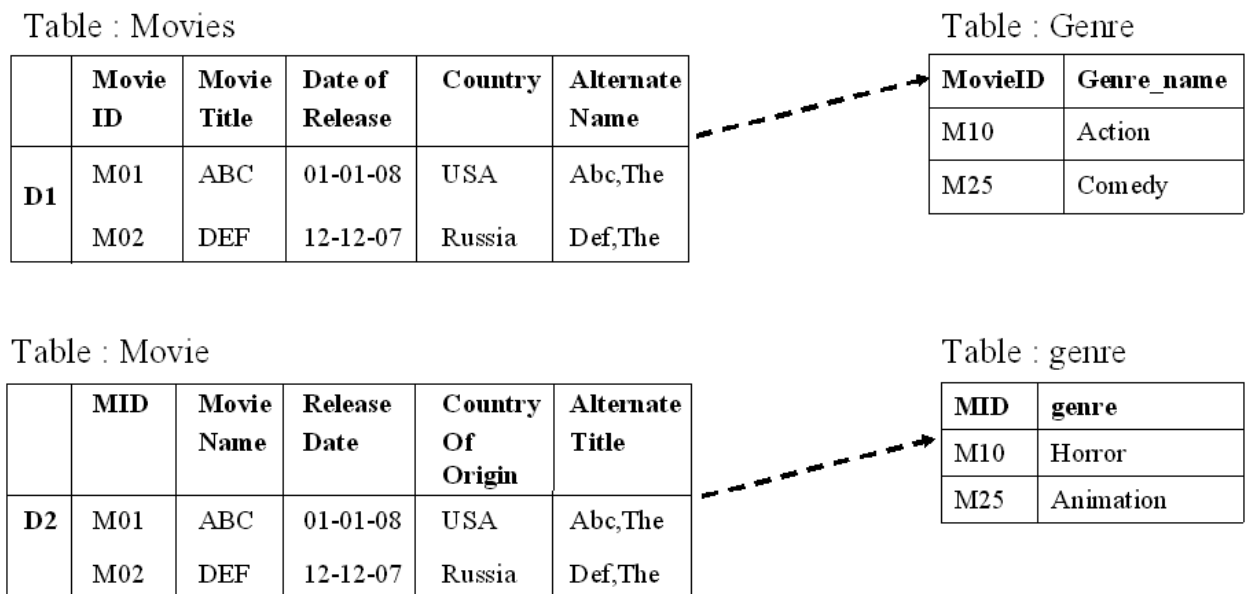 Table : Movies
Movie ID Movie Title Date of Release Country Alternate Name
D1 M01 ABC 01-01-08 USA Abc,The
M02 DEF 12-12-07 Russia Def,The
Table : Genre
MovieID Genre_name
M10 Action
M25 Comedy
Table : Movie
MID Movie Name Release Date Country Of Origin Alternate Title
D2 M01 ABC 01-01-08 USA Abc,The
M02 DEF 12-12-07 Russia Def,The
Table : genre
MID genre
M10 Horror
M25 Animation